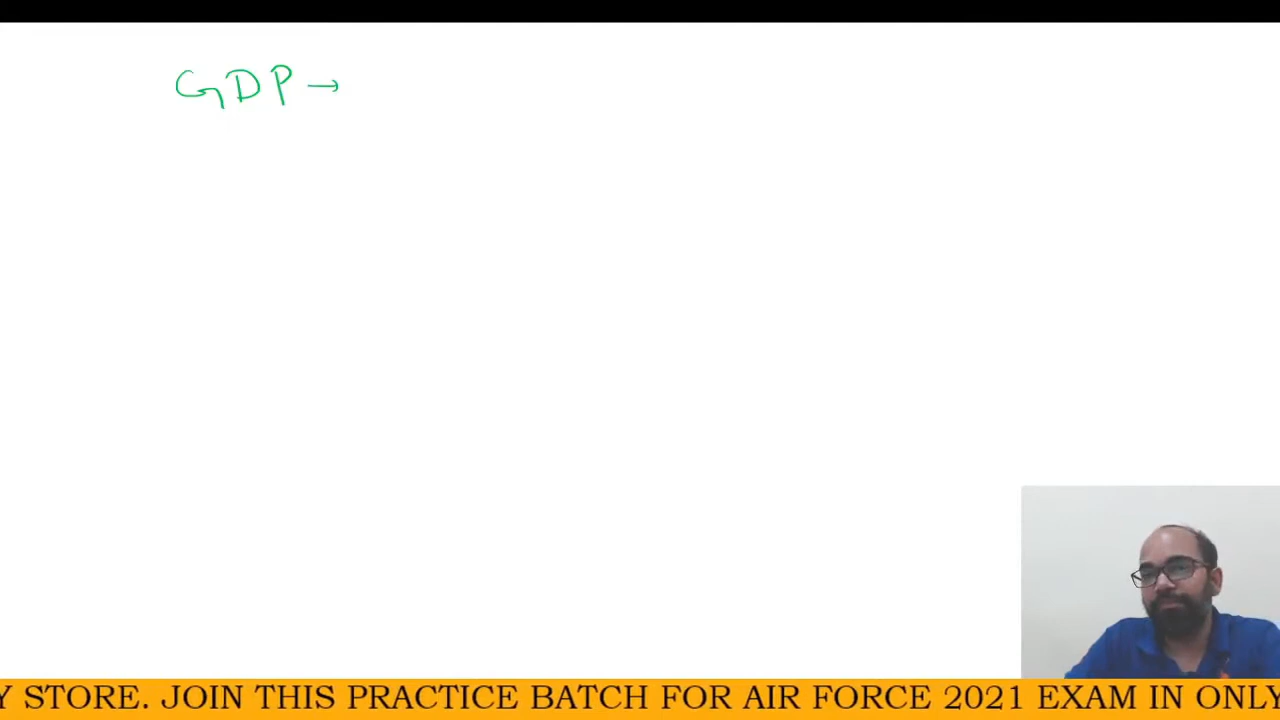 GDP →
Y STORE. JOIN THIS PRACTICE BATCH FOR AIR FORCE 2021 EXAM IN ONLY